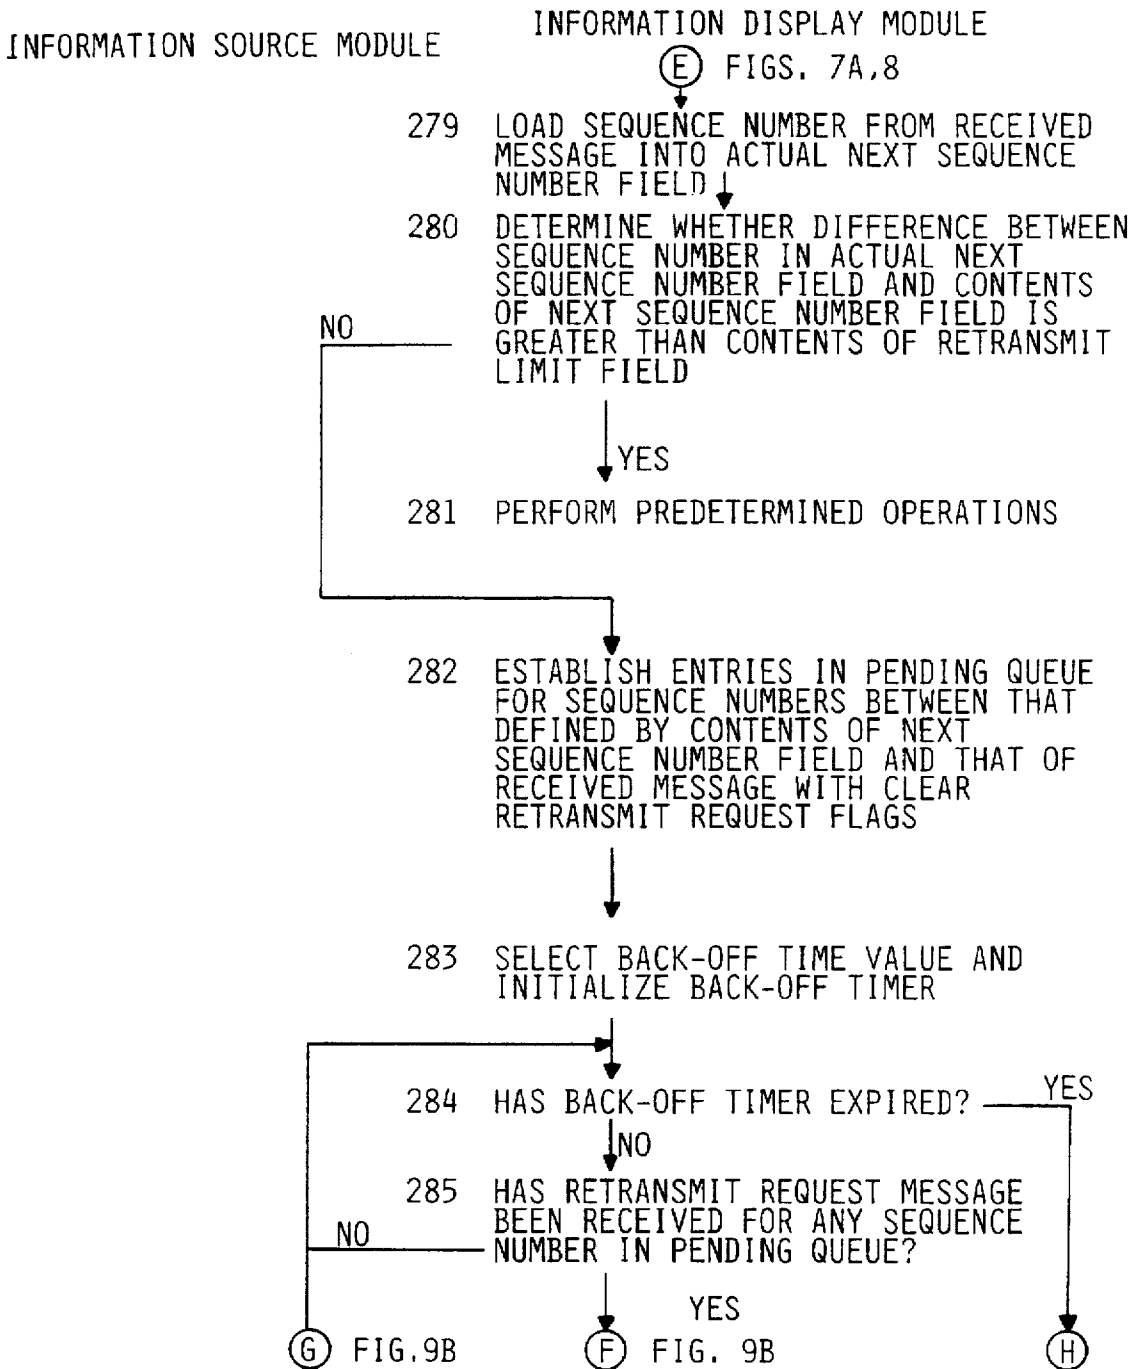 INFORMATION SOURCE MODULE
INFORMATION DISPLAY MODULE
E FIGS. 7A,8
279 LOAD SEQUENCE NUMBER FROM RECEIVED
MESSAGE INTO ACTUAL NEXT SEQUENCE
NUMBER FIELD
280 DETERMINE WHETHER DIFFERENCE BETWEEN
SEQUENCE NUMBER IN ACTUAL NEXT
SEQUENCE NUMBER FIELD AND CONTENTS
OF NEXT SEQUENCE NUMBER FIELD IS
GREATER THAN CONTENTS OF RETRANSMIT
LIMIT FIELD
NO
YES
281 PERFORM PREDETERMINED OPERATIONS
282 ESTABLISH ENTRIES IN PENDING QUEUE
FOR SEQUENCE NUMBERS BETWEEN THAT
DEFINED BY CONTENTS OF NEXT
SEQUENCE NUMBER FIELD AND THAT OF
RECEIVED MESSAGE WITH CLEAR
RETRANSMIT REQUEST FLAGS
283 SELECT BACK-OFF TIME VALUE AND
INITIALIZE BACK-OFF TIMER
284 HAS BACK-OFF TIMER EXPIRED? YES
NO
285 HAS RETRANSMIT REQUEST MESSAGE
BEEN RECEIVED FOR ANY SEQUENCE
NUMBER IN PENDING QUEUE?
NO
YES
G FIG.9B
F FIG. 9B
H